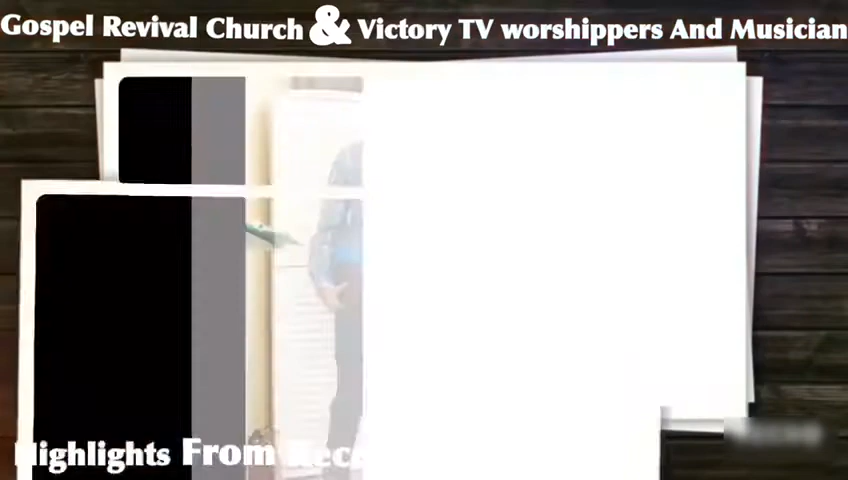 Gospel Revival Church & Victory TV worshippers And Musician
Highlights From